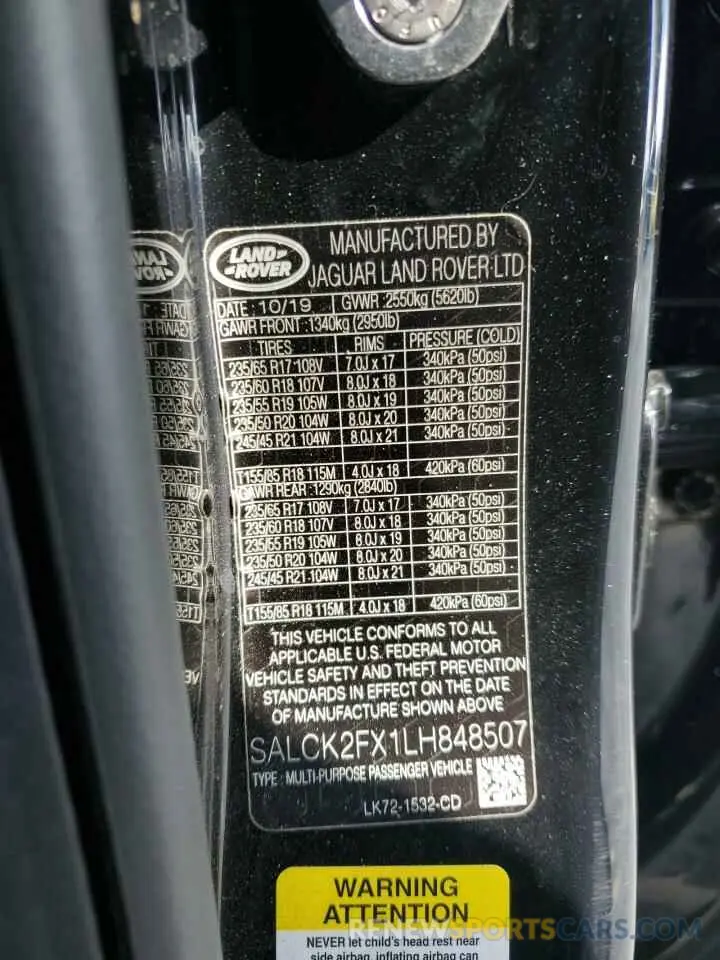 LAND-
-ROVER
MANUFACTURED BY
JAGUAR LAND ROVER LTD
DATE: 10/19 GVWR :2550kg (5620lb)
GAWR FRONT :1340kg (2950lb)
TIRES RIMS PRESSURE (COLD)
235/65 R17 108V 7.0J x 17 340kPa (50psi)
235/60 R18 107V 8.0J x 18 340kPa (50psi)
235/55 R19 105W 8.0J x 19 340kPa (50psi)
235/50 R20 104W 8.0J x 20 340kPa (50psi)
245/45 R21 104W 8.0J x 21 340kPa (50psi)
T155/85 R18 115M 4.0J x 18 420kPa (60psi)
GAWR REAR :1290kg (2840lb)
235/65 R17 108V 7.0J x 17 340kPa (50psi)
235/60 R18 107V 8.0J x 18 340kPa (50psi)
235/55 R19 105W 8.0J x 19 340kPa (50psi)
235/50 R20 104W 8.0J x 20 340kPa (50psi)
245/45 R21 104W 8.0J x 21 340kPa (50psi)
T155/85 R18 115M 4.0J x 18 420kPa (60psi)
THIS VEHICLE CONFORMS TO ALL
APPLICABLE U.S. FEDERAL MOTOR
VEHICLE SAFETY AND THEFT PREVENTION
STANDARDS IN EFFECT ON THE DATE
OF MANUFACTURE SHOWN ABOVE
SALCK2FX1LH848507
TYPE : MULTI-PURPOSE PASSENGER VEHICLE
LK72-1532-CD
WARNING
ATTENTION
RENEWSPORTSCARS.COM
NEVER let child's head rest near
side airbag, inflating airbag can